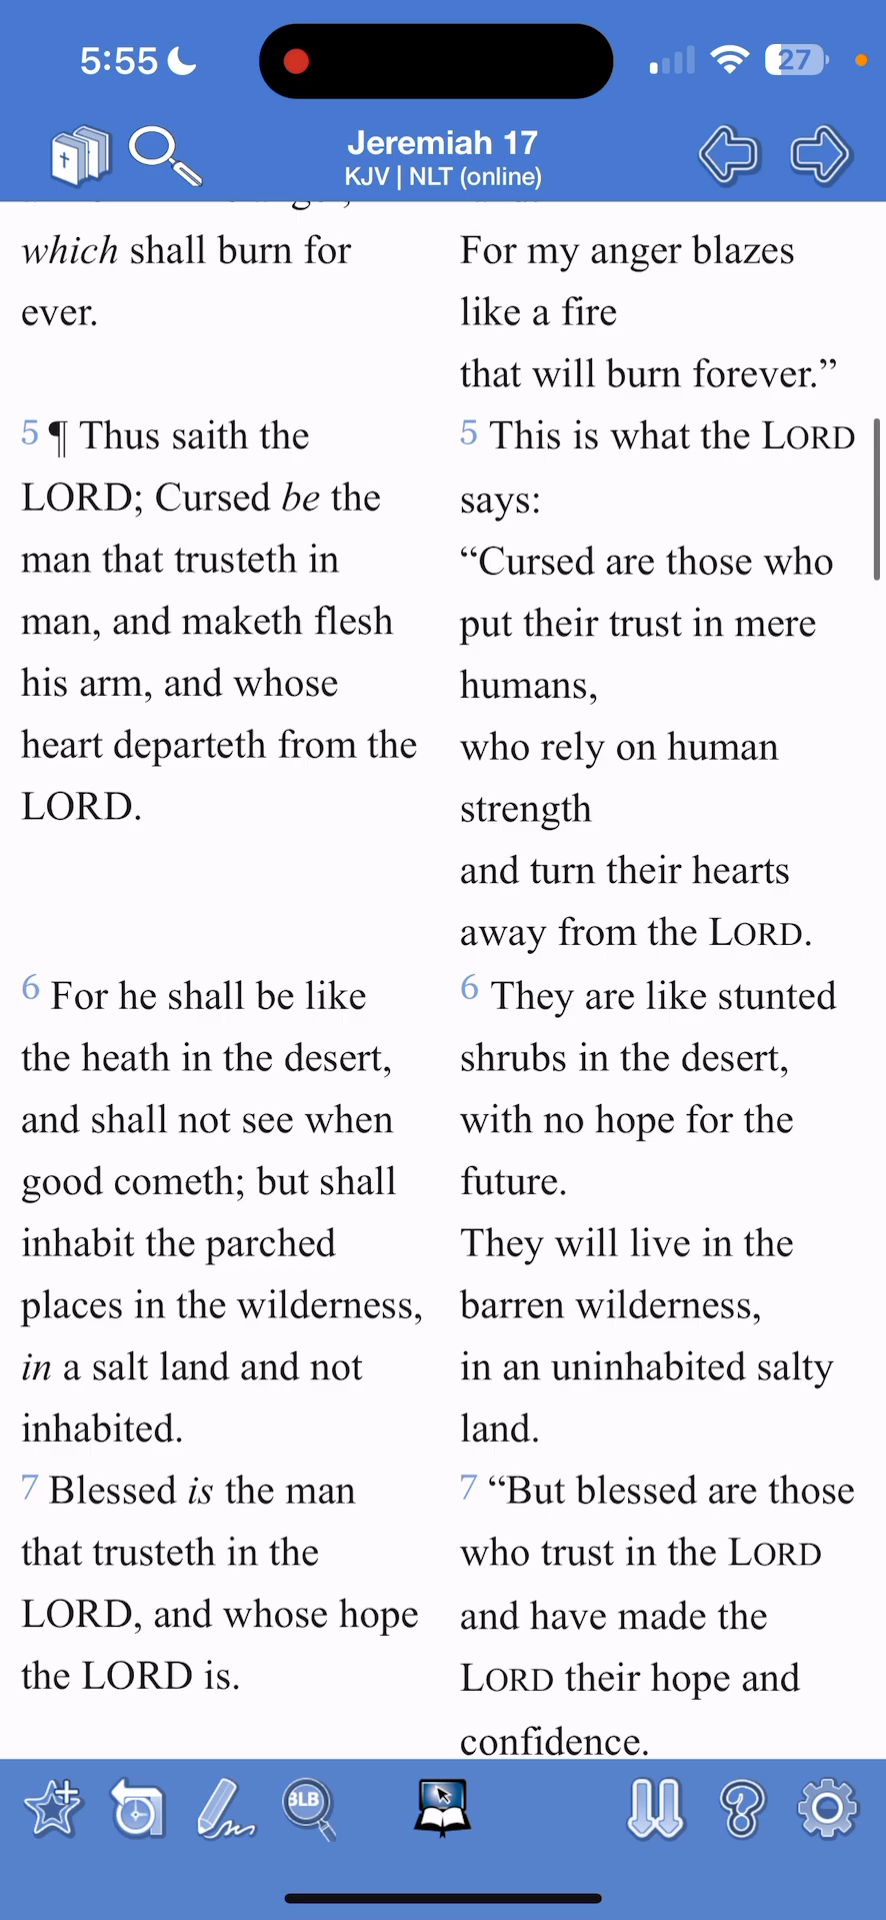 5:55
27
Jeremiah 17
KJV | NLT (online)
which shall burn for
ever.
5 ¶ Thus saith the
LORD; Cursed be the
man that trusteth in
man, and maketh flesh
his arm, and whose
heart departeth from the
LORD.
6 For he shall be like
the heath in the desert,
and shall not see when
good cometh; but shall
inhabit the parched
places in the wilderness,
in a salt land and not
inhabited.
7 Blessed is the man
that trusteth in the
LORD, and whose hope
the LORD is.
For my anger blazes
like a fire
that will burn forever.”
5 This is what the LORD
says:
“Cursed are those who
put their trust in mere
humans,
who rely on human
strength
and turn their hearts
away from the LORD.
6 They are like stunted
shrubs in the desert,
with no hope for the
future.
They will live in the
barren wilderness,
in an uninhabited salty
land.
7 “But blessed are those
who trust in the LORD
and have made the
LORD their hope and
confidence.
BLB